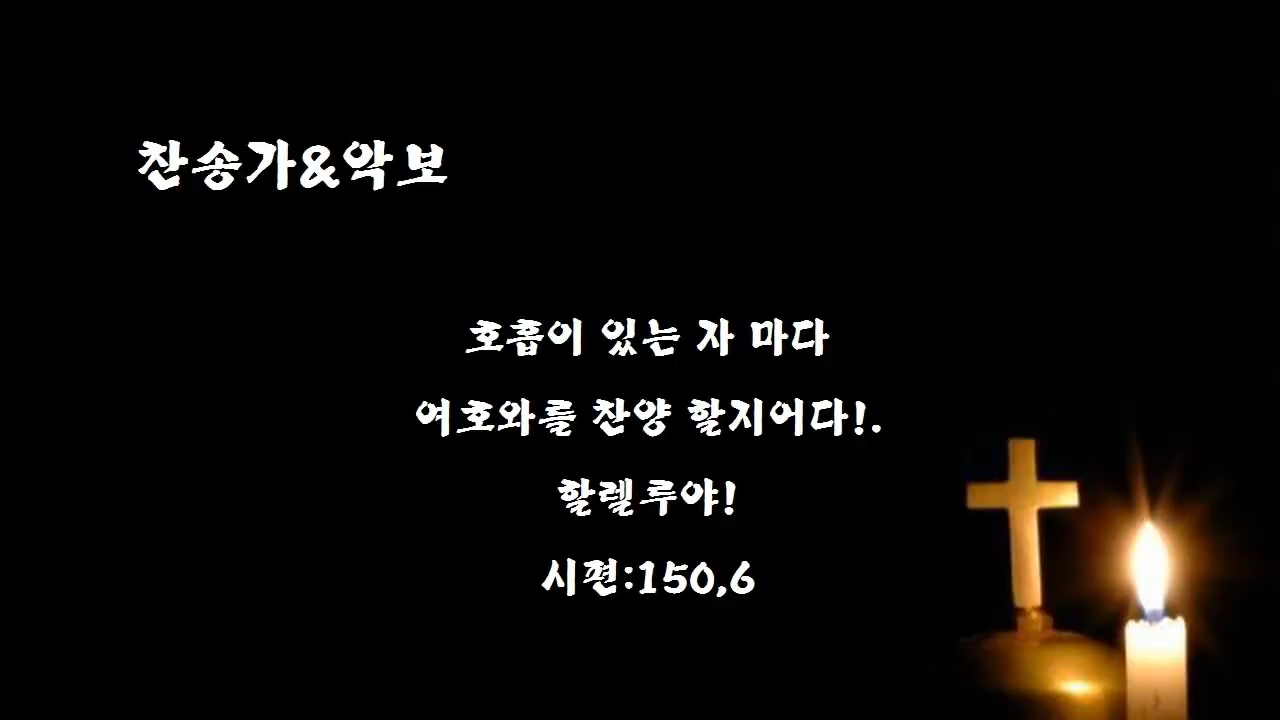 찬송가&악보
호흡이 있는 자 마다
여호와를 찬양 할지어다!.
할렐루야!
시편:150,6